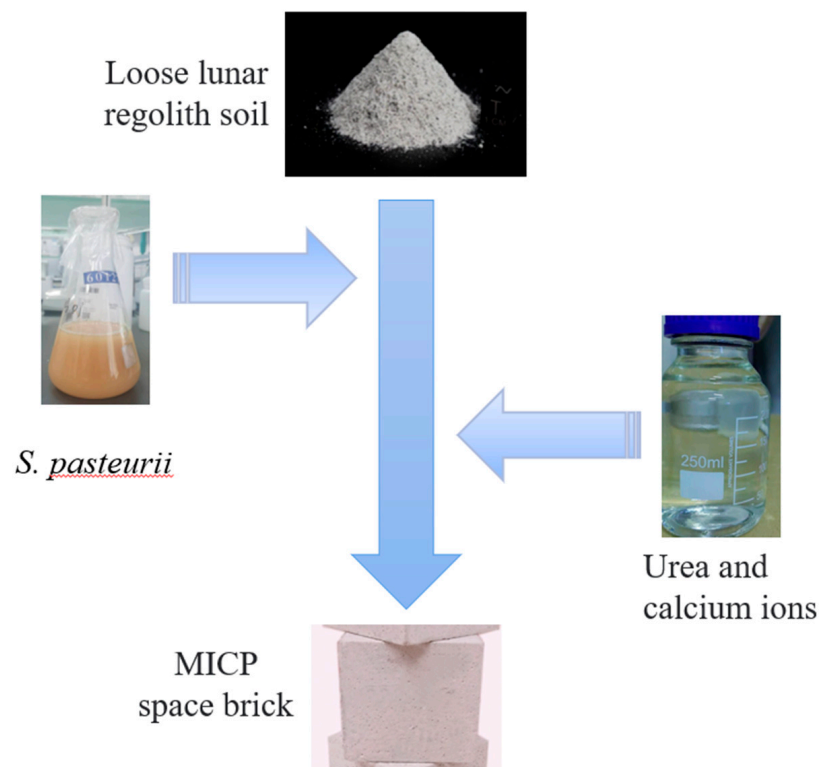 Loose lunar
regolith soil
S. pasteurii
250ml
Urea and
calcium ions
MICP
space brick